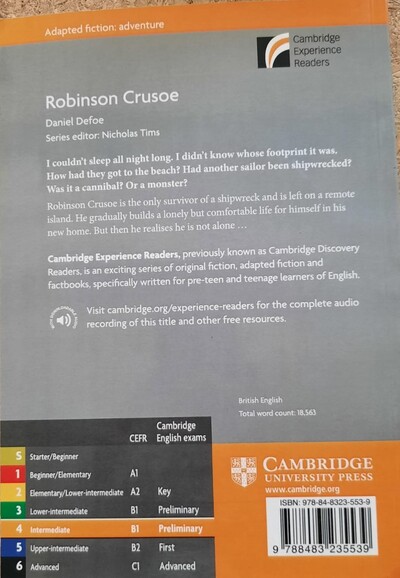 Adapted fiction: adventure
Cambridge
Experience
Readers
Robinson Crusoe
Daniel Defoe
Series editor: Nicholas Tims
I couldn't sleep all night long. I didn't know whose footprint it was.
How had they got to the beach? Had another sailor been shipwrecked?
Was it a cannibal? Or a monster?
Robinson Crusoe is the only survivor of a shipwreck and is left on a remote
island. He gradually builds a lonely but comfortable life for himself in his
new home. But then he realises he is not alone ...
Cambridge Experience Readers, previously known as Cambridge Discovery
Readers, is an exciting series of original fiction, adapted fiction and
factbooks, specifically written for pre-teen and teenage learners of English.
Visit cambridge.org/experience-readers for the complete audio
recording of this title and other free resources.
British English
Total word count: 18,563
CEFR Cambridge English exams
S Starter/Beginner
1 Beginner/Elementary A1
2 Elementary/Lower-intermediate A2 Key
3 Lower-intermediate B1 Preliminary
4 Intermediate B1 Preliminary
5 Upper-intermediate B2 First
6 Advanced C1 Advanced
CAMBRIDGE
UNIVERSITY PRESS
www.cambridge.org
ISBN: 978-84-8323-553-9
9 788483 235539